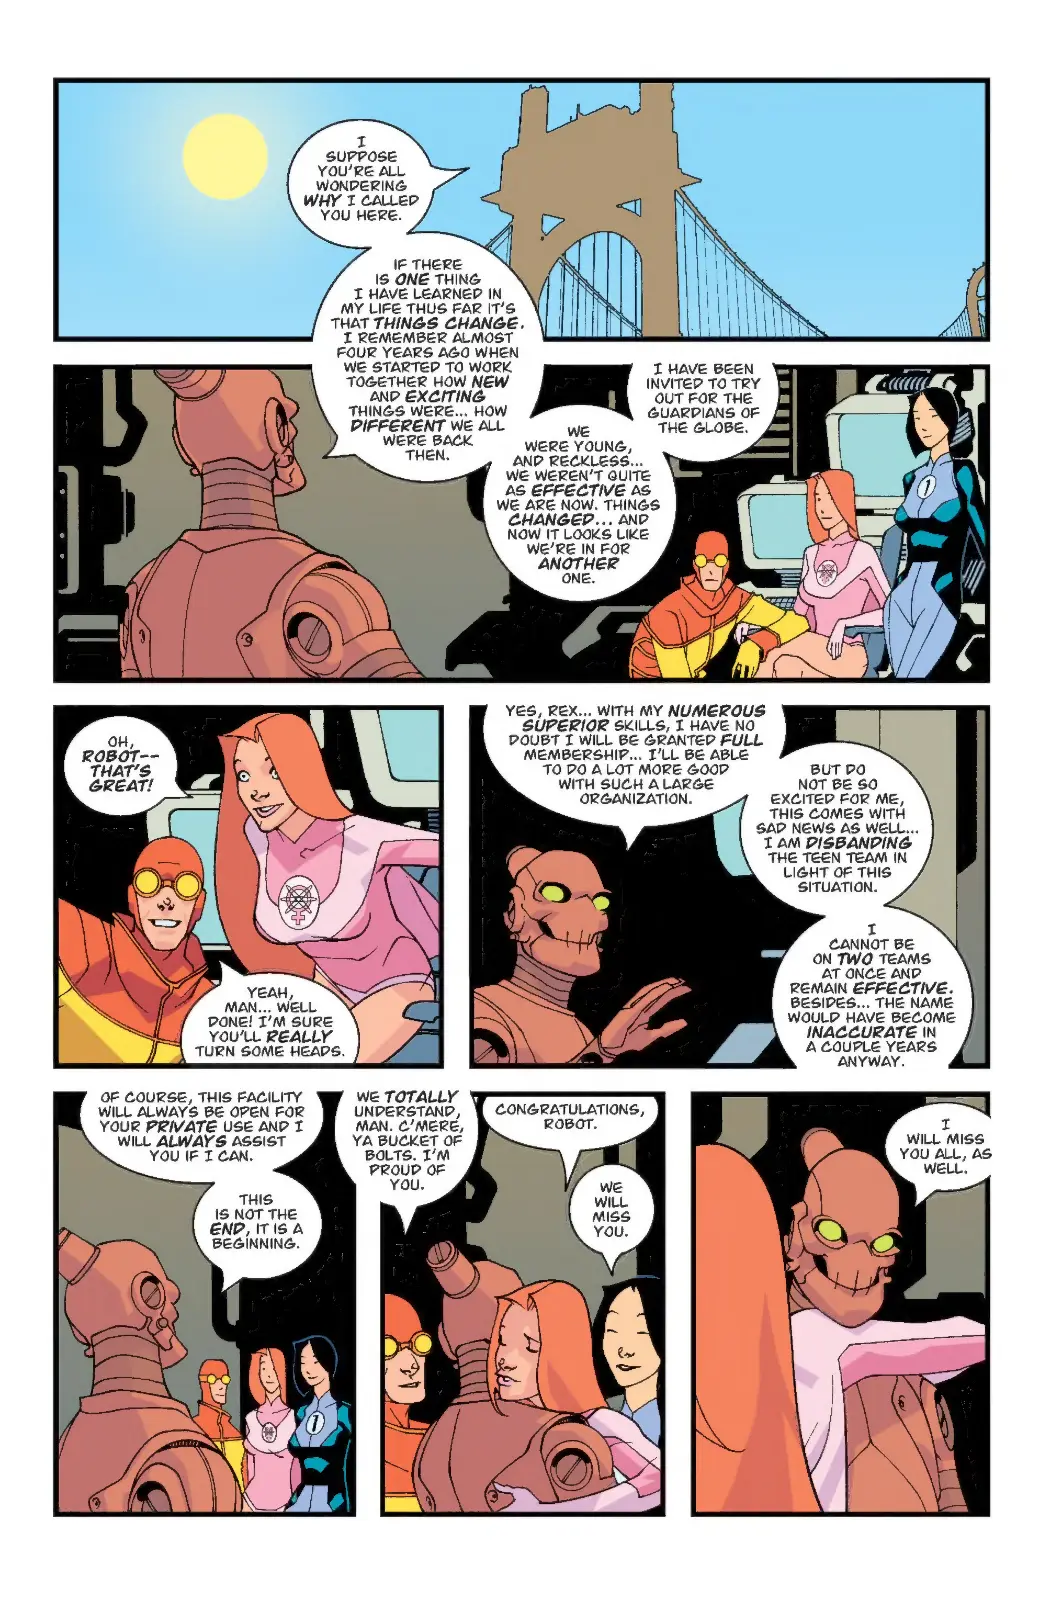 I
SUPPOSE
YOU'RE ALL
WONDERING
WHY I CALLED
YOU HERE.
IF THERE
IS ONE THING
I HAVE LEARNED IN
MY LIFE THUS FAR IT'S
THAT THINGS CHANGE.
I REMEMBER ALMOST
FOUR YEARS AGO WHEN
WE STARTED TO WORK
TOGETHER HOW NEW
AND EXCITING
THINGS WERE... HOW
DIFFERENT WE ALL
WERE BACK
THEN.
WE
WERE YOUNG,
AND RECKLESS...
WE WEREN'T QUITE
AS EFFECTIVE AS
WE ARE NOW. THINGS
CHANGED... AND
NOW IT LOOKS LIKE
WE'RE IN FOR
ANOTHER
ONE.
I HAVE BEEN
INVITED TO TRY
OUT FOR THE
GUARDIANS OF
THE GLOBE.
1
OH,
ROBOT--
THAT'S
GREAT!
YEAH,
MAN... WELL
DONE! I'M SURE
YOU'LL REALLY
TURN SOME HEADS.
YES, REX... WITH MY NUMEROUS
SUPERIOR SKILLS, I HAVE NO
DOUBT I WILL BE GRANTED FULL
MEMBERSHIP... I'LL BE ABLE
TO DO A LOT MORE GOOD
WITH SUCH A LARGE
ORGANIZATION.
BUT DO
NOT BE SO
EXCITED FOR ME,
THIS COMES WITH
SAD NEWS AS WELL...
I AM DISBANDING
THE TEEN TEAM IN
LIGHT OF THIS
SITUATION.
I
CANNOT BE
ON TWO TEAMS
AT ONCE AND
REMAIN EFFECTIVE.
BESIDES... THE NAME
WOULD HAVE BECOME
INACCURATE IN
A COUPLE YEARS
ANYWAY.
OF COURSE, THIS FACILITY
WILL ALWAYS BE OPEN FOR
YOUR PRIVATE USE AND I
WILL ALWAYS ASSIST
YOU IF I CAN.
THIS
IS NOT THE
END, IT IS A
BEGINNING.
1
WE TOTALLY
UNDERSTAND,
MAN. C'MERE,
YA BUCKET OF
BOLTS. I'M
PROUD OF
YOU.
CONGRATULATIONS,
ROBOT.
WE
WILL
MISS
YOU.
I
WILL MISS
YOU ALL, AS
WELL.